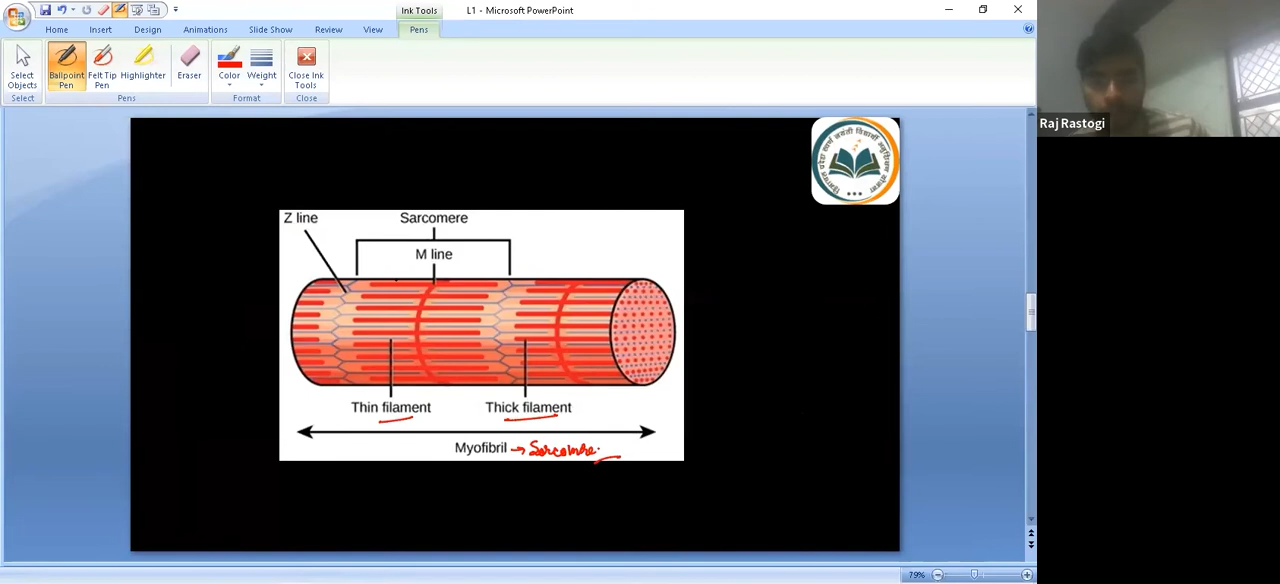 Ink Tools
L1 - Microsoft PowerPoint
Home Insert Design Animations Slide Show Review View Pens
Select Objects
Ballpoint Pen
Felt Tip Pen
Highlighter
Eraser
Color
Weight
Close Ink Tools
Select Pens Format Close
Raj Rastogi
Z line
Sarcomere
M line
Thin filament
Thick filament
Myofibril → Sarcomere
79%